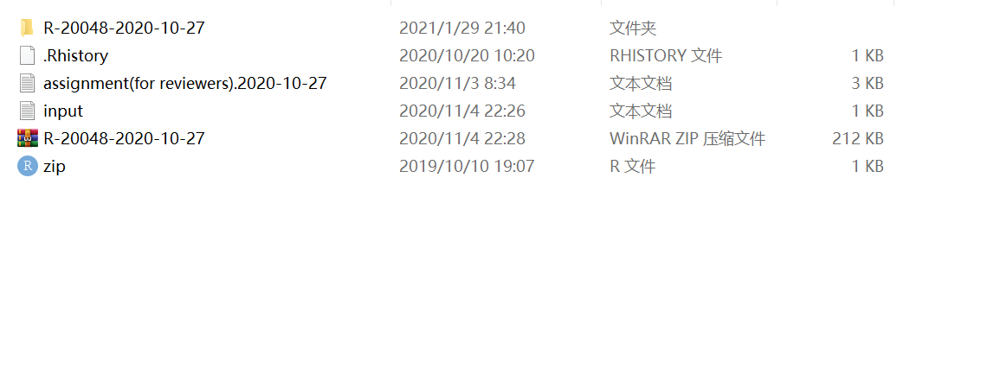 R-20048-2020-10-27 2021/1/29 21:40 文件夹
.Rhistory 2020/10/20 10:20 RHISTORY 文件 1 KB
assignment(for reviewers).2020-10-27 2020/11/3 8:34 文本文档 3 KB
input 2020/11/4 22:26 文本文档 1 KB
R-20048-2020-10-27 2020/11/4 22:28 WinRAR ZIP 压缩文件 212 KB
R zip 2019/10/10 19:07 R 文件 1 KB